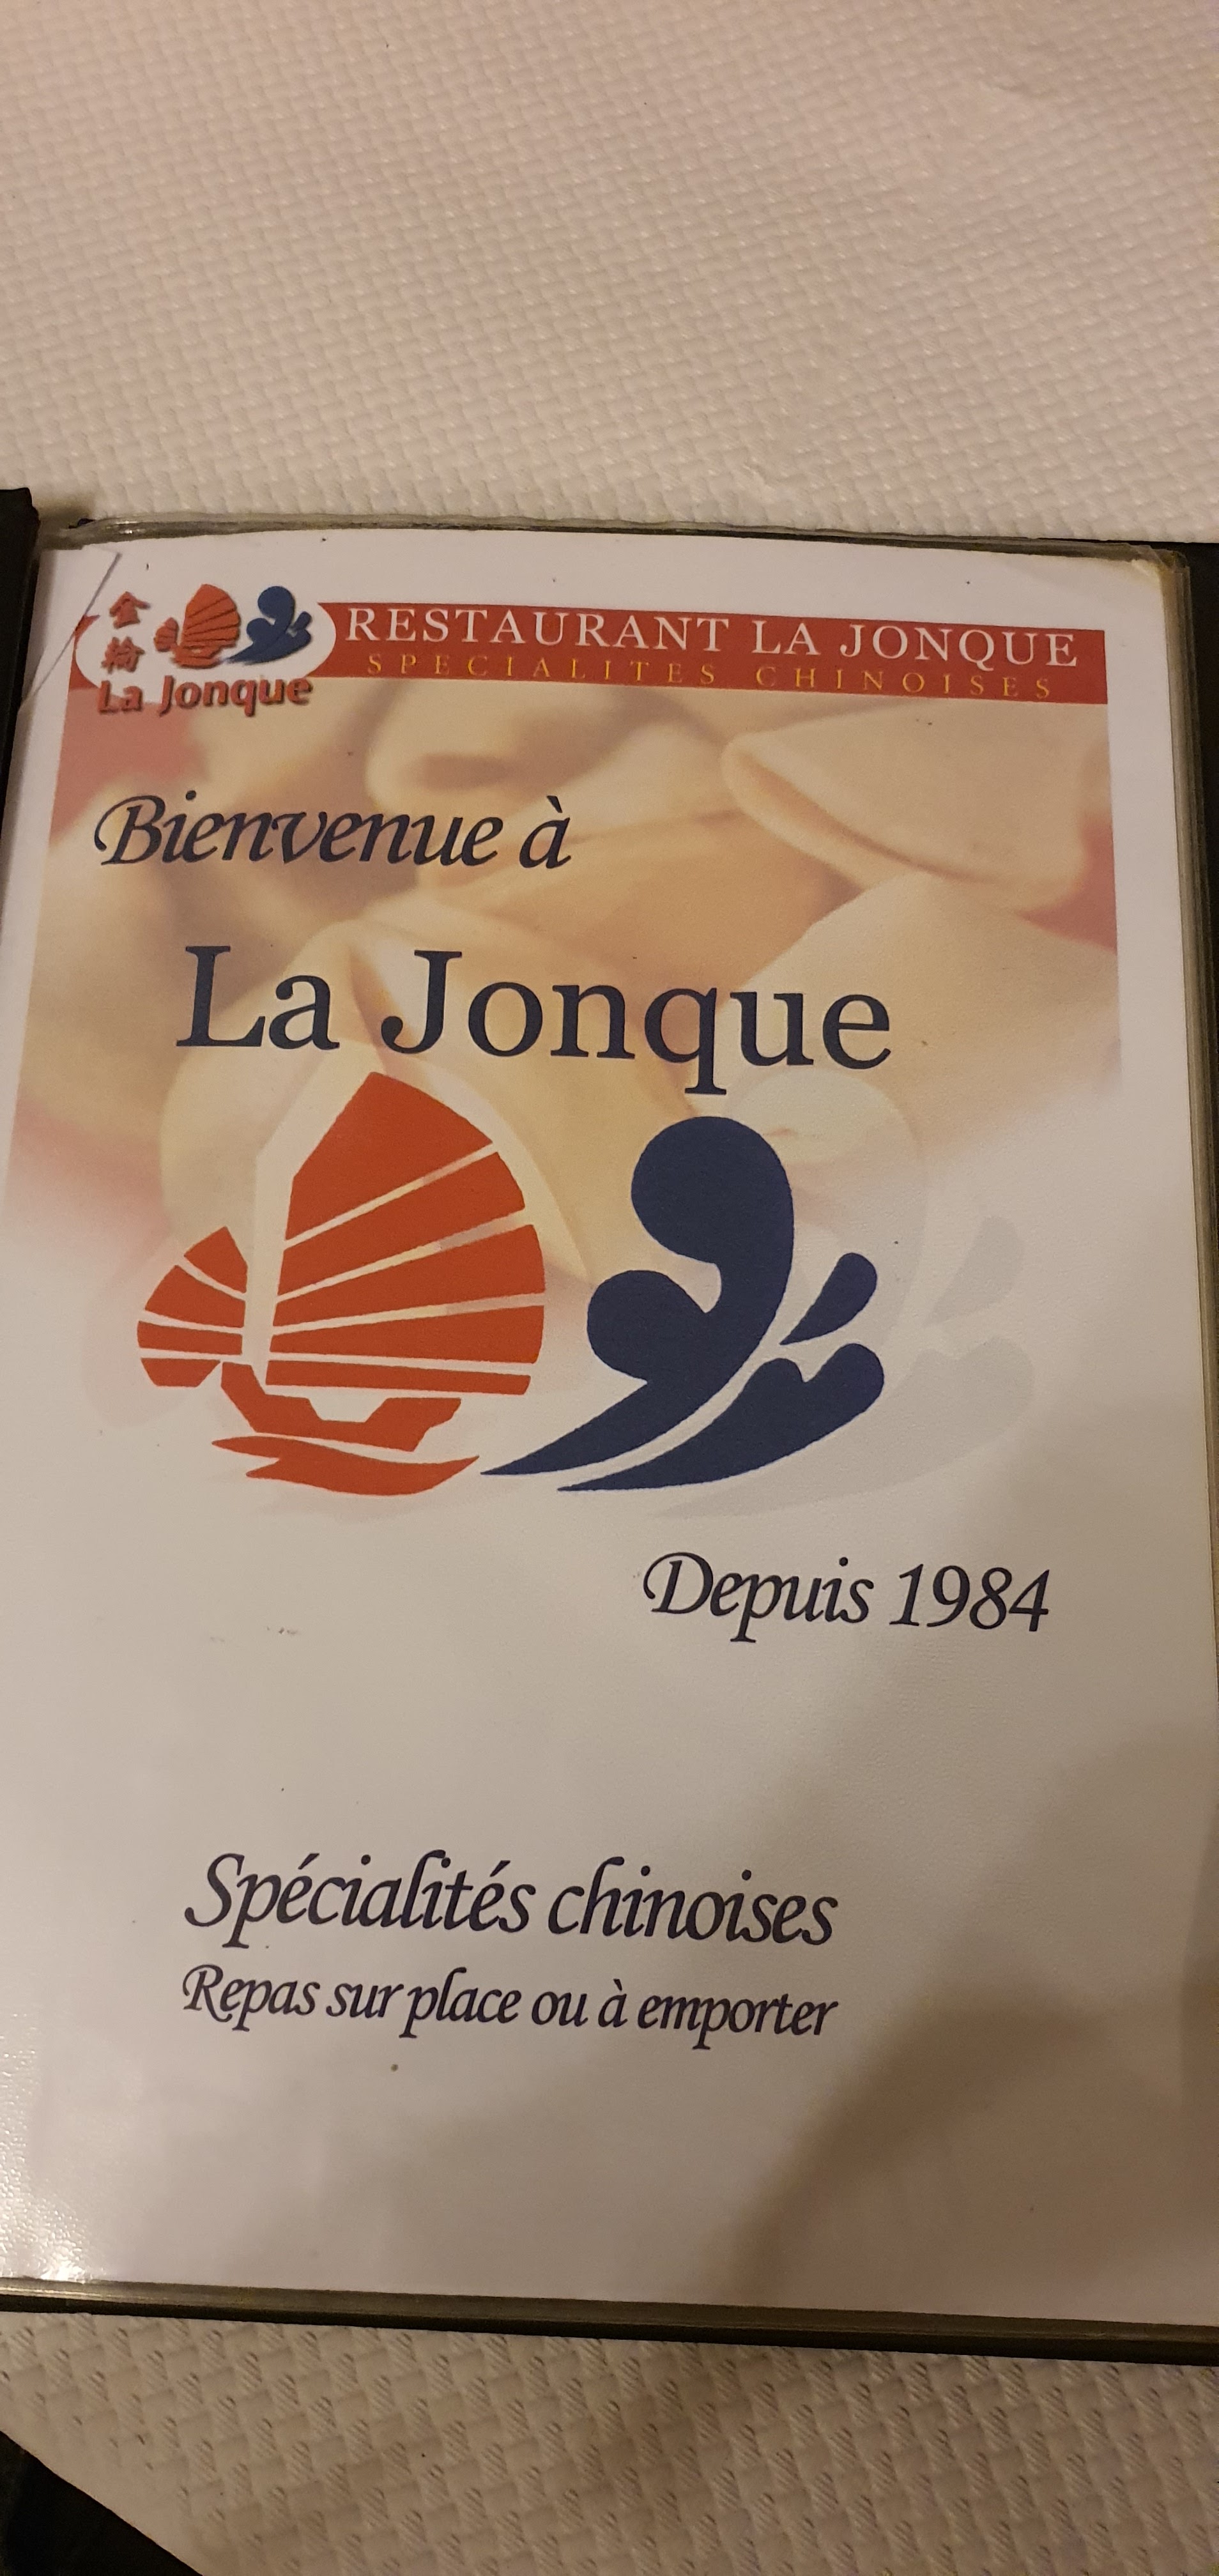 金
輪
La Jonque
RESTAURANT LA JONQUE
SPECIALITES CHINOISES
Bienvenue à
La Jonque
Depuis 1984
Spécialités chinoises
Repas sur place ou à emporter